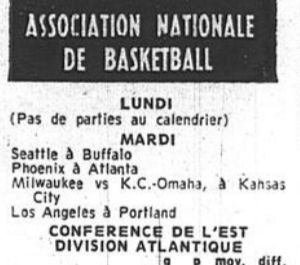 ASSOCIATION NATIONALE
DE BASKETBALL
LUNDI
(Pas de parties au calendrier)
MARDI
Seattle à Buffalo
Phoenix à Atlanta
Milwaukee vs K.C.-Omaha, à Kansas
City
Los Angeles à Portland
CONFERENCE DE L'EST
DIVISION ATLANTIQUE
g p moy. diff.